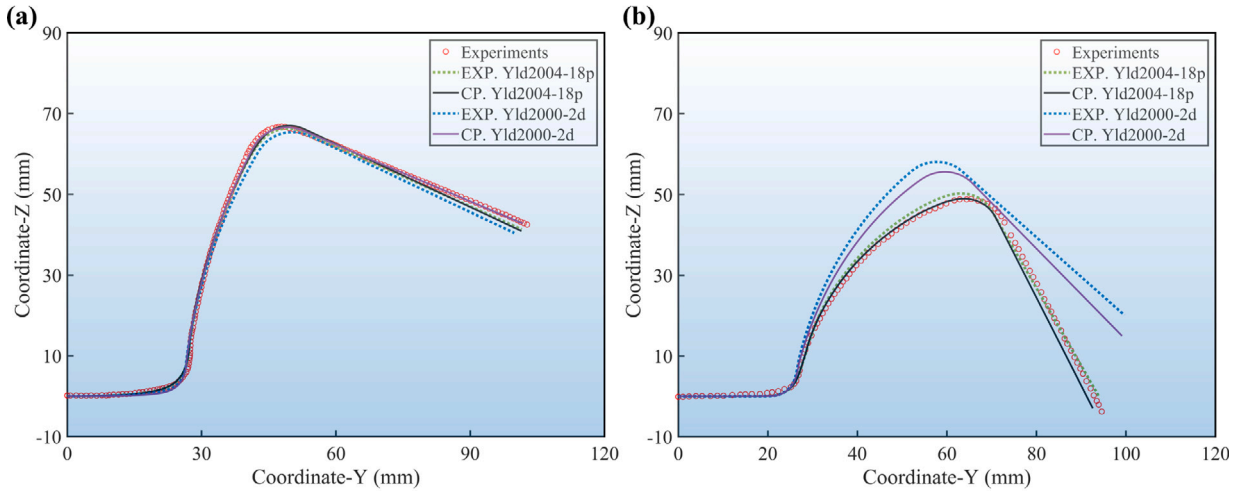 (a)
90
70
50
30
10
-10
Coordinate-Z (mm)
0 30 60 90 120
Coordinate-Y (mm)
Experiments
EXP. Yld2004-18p
CP. Yld2004-18p
EXP. Yld2000-2d
CP. Yld2000-2d
(b)
90
70
50
30
10
-10
Coordinate-Z (mm)
0 20 40 60 80 100 120
Coordinate-Y (mm)
Experiments
EXP. Yld2004-18p
CP. Yld2004-18p
EXP. Yld2000-2d
CP. Yld2000-2d